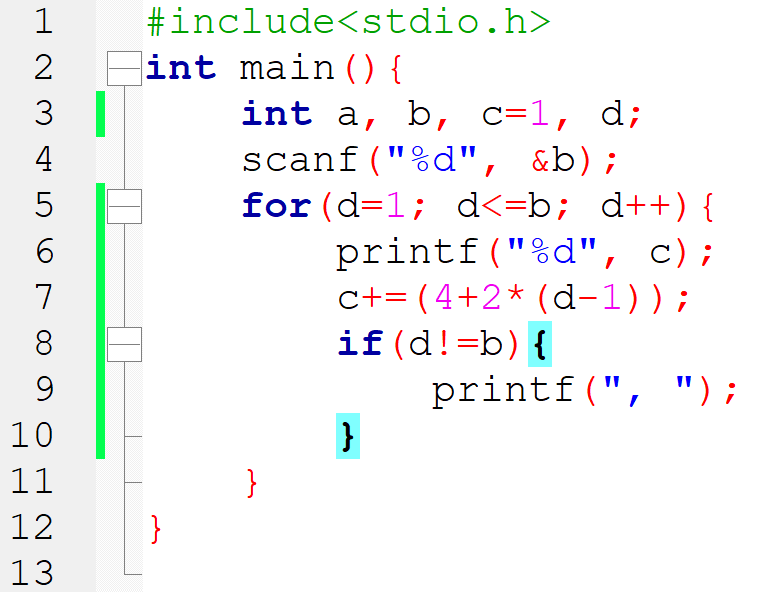 1 #include<stdio.h>
2 int main(){
3 int a, b, c=1, d;
4 scanf("%d", &b);
5 for(d=1; d<=b; d++){
6 printf("%d", c);
7 c+=(4+2*(d-1));
8 if(d!=b){
9 printf(", ");
10 }
11 }
12 }
13